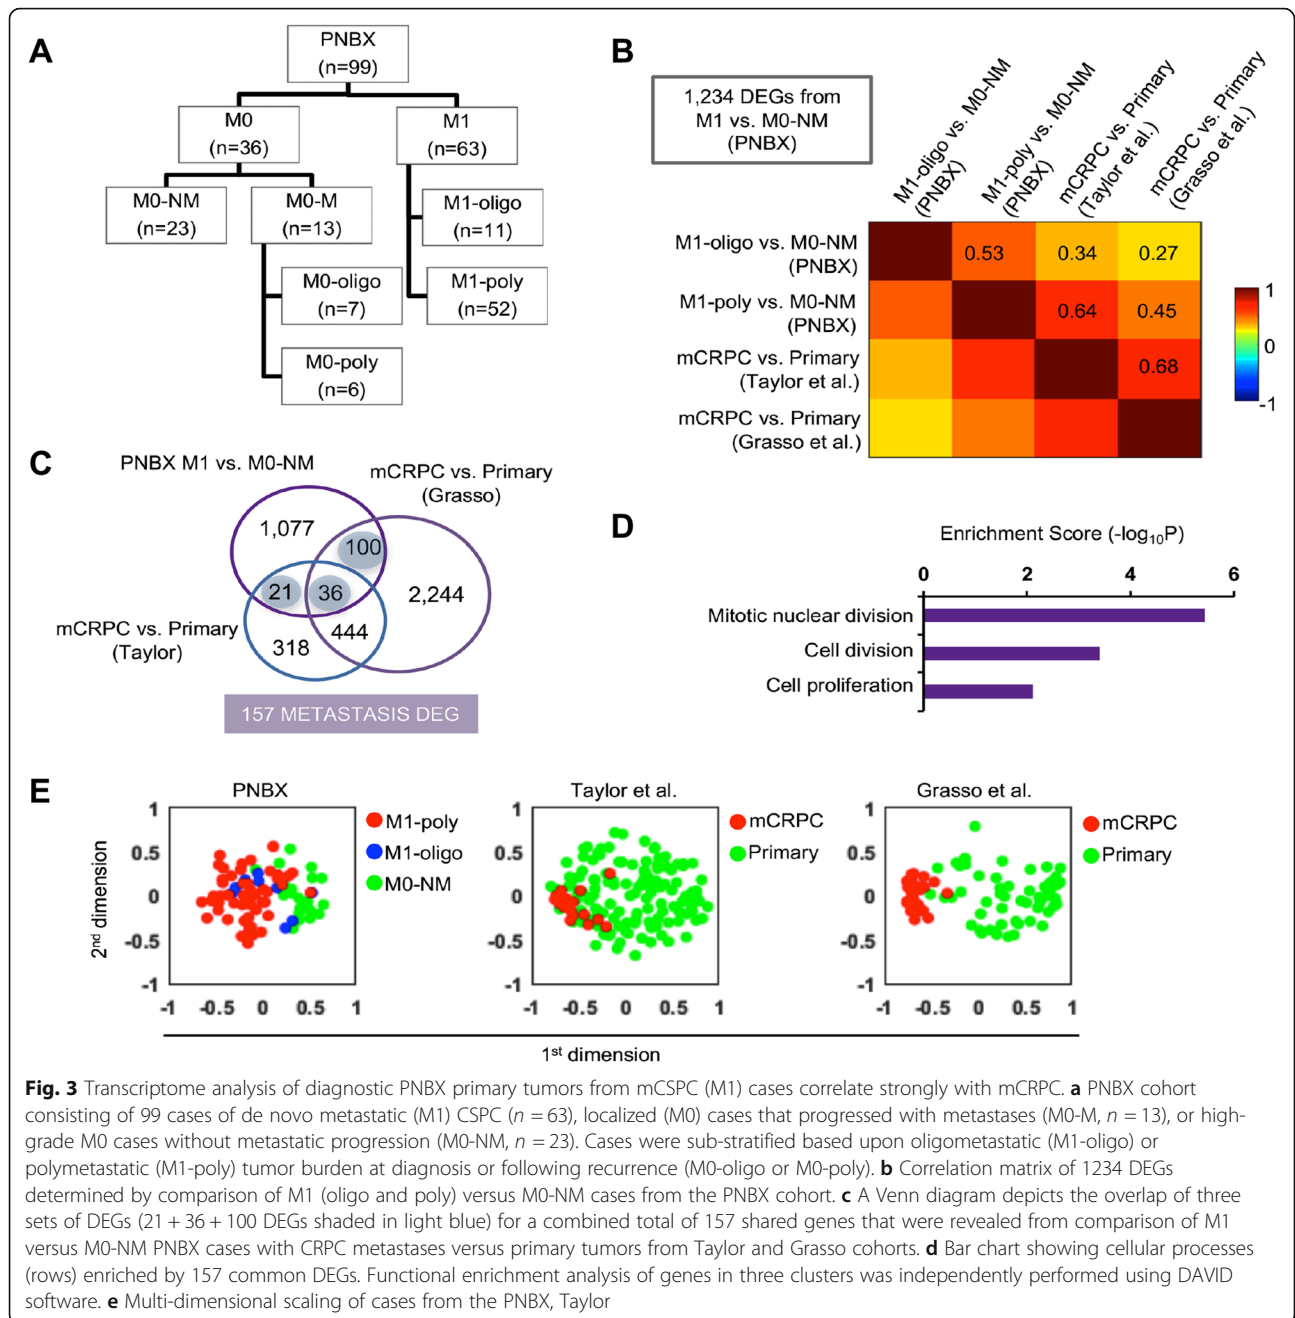 A
PNBX
(n=99)
M0
(n=36)
M1
(n=63)
M0-NM
(n=23)
M0-M
(n=13)
M1-oligo
(n=11)
M0-oligo
(n=7)
M1-poly
(n=52)
M0-poly
(n=6)
B
1,234 DEGs from
M1 vs. M0-NM
(PNBX)
M1-oligo vs. M0-NM
(PNBX)
M1-poly vs. M0-NM
(PNBX)
mCRPC vs. Primary
(Taylor et al.)
mCRPC vs. Primary
(Grasso et al.)
M1-oligo vs. M0-NM
(PNBX)
0.53
0.34
0.27
M1-poly vs. M0-NM
(PNBX)
0.64
0.45
mCRPC vs. Primary
(Taylor et al.)
0.68
mCRPC vs. Primary
(Grasso et al.)
1
0
-1
C
PNBX M1 vs. M0-NM
mCRPC vs. Primary
(Grasso)
1,077
100
21
36
2,244
mCRPC vs. Primary
(Taylor)
444
318
157 METASTASIS DEG
D
Enrichment Score (-log10P)
0 2 4 6
Mitotic nuclear division
Cell division
Cell proliferation
E
PNBX
2nd dimension
1
0.5
0
-0.5
-1
-1 -0.5 0 0.5 1
M1-poly
M1-oligo
M0-NM
Taylor et al.
1
0.5
0
-0.5
-1
-1 -0.5 0 0.5 1
mCRPC
Primary
Grasso et al.
1
0.5
0
-0.5
-1
-1 -0.5 0 0.5 1
mCRPC
Primary
1st dimension
Fig. 3 Transcriptome analysis of diagnostic PNBX primary tumors from mCSPC (M1) cases correlate strongly with mCRPC. a PNBX cohort
consisting of 99 cases of de novo metastatic (M1) CSPC (n = 63), localized (M0) cases that progressed with metastases (M0-M, n = 13), or high-
grade M0 cases without metastatic progression (M0-NM, n = 23). Cases were sub-stratified based upon oligometastatic (M1-oligo) or
polymetastatic (M1-poly) tumor burden at diagnosis or following recurrence (M0-oligo or M0-poly). b Correlation matrix of 1234 DEGs
determined by comparison of M1 (oligo and poly) versus M0-NM cases from the PNBX cohort. c A Venn diagram depicts the overlap of three
sets of DEGs (21 + 36 + 100 DEGs shaded in light blue) for a combined total of 157 shared genes that were revealed from comparison of M1
versus M0-NM PNBX cases with CRPC metastases versus primary tumors from Taylor and Grasso cohorts. d Bar chart showing cellular processes
(rows) enriched by 157 common DEGs. Functional enrichment analysis of genes in three clusters was independently performed using DAVID
software. e Multi-dimensional scaling of cases from the PNBX, Taylor